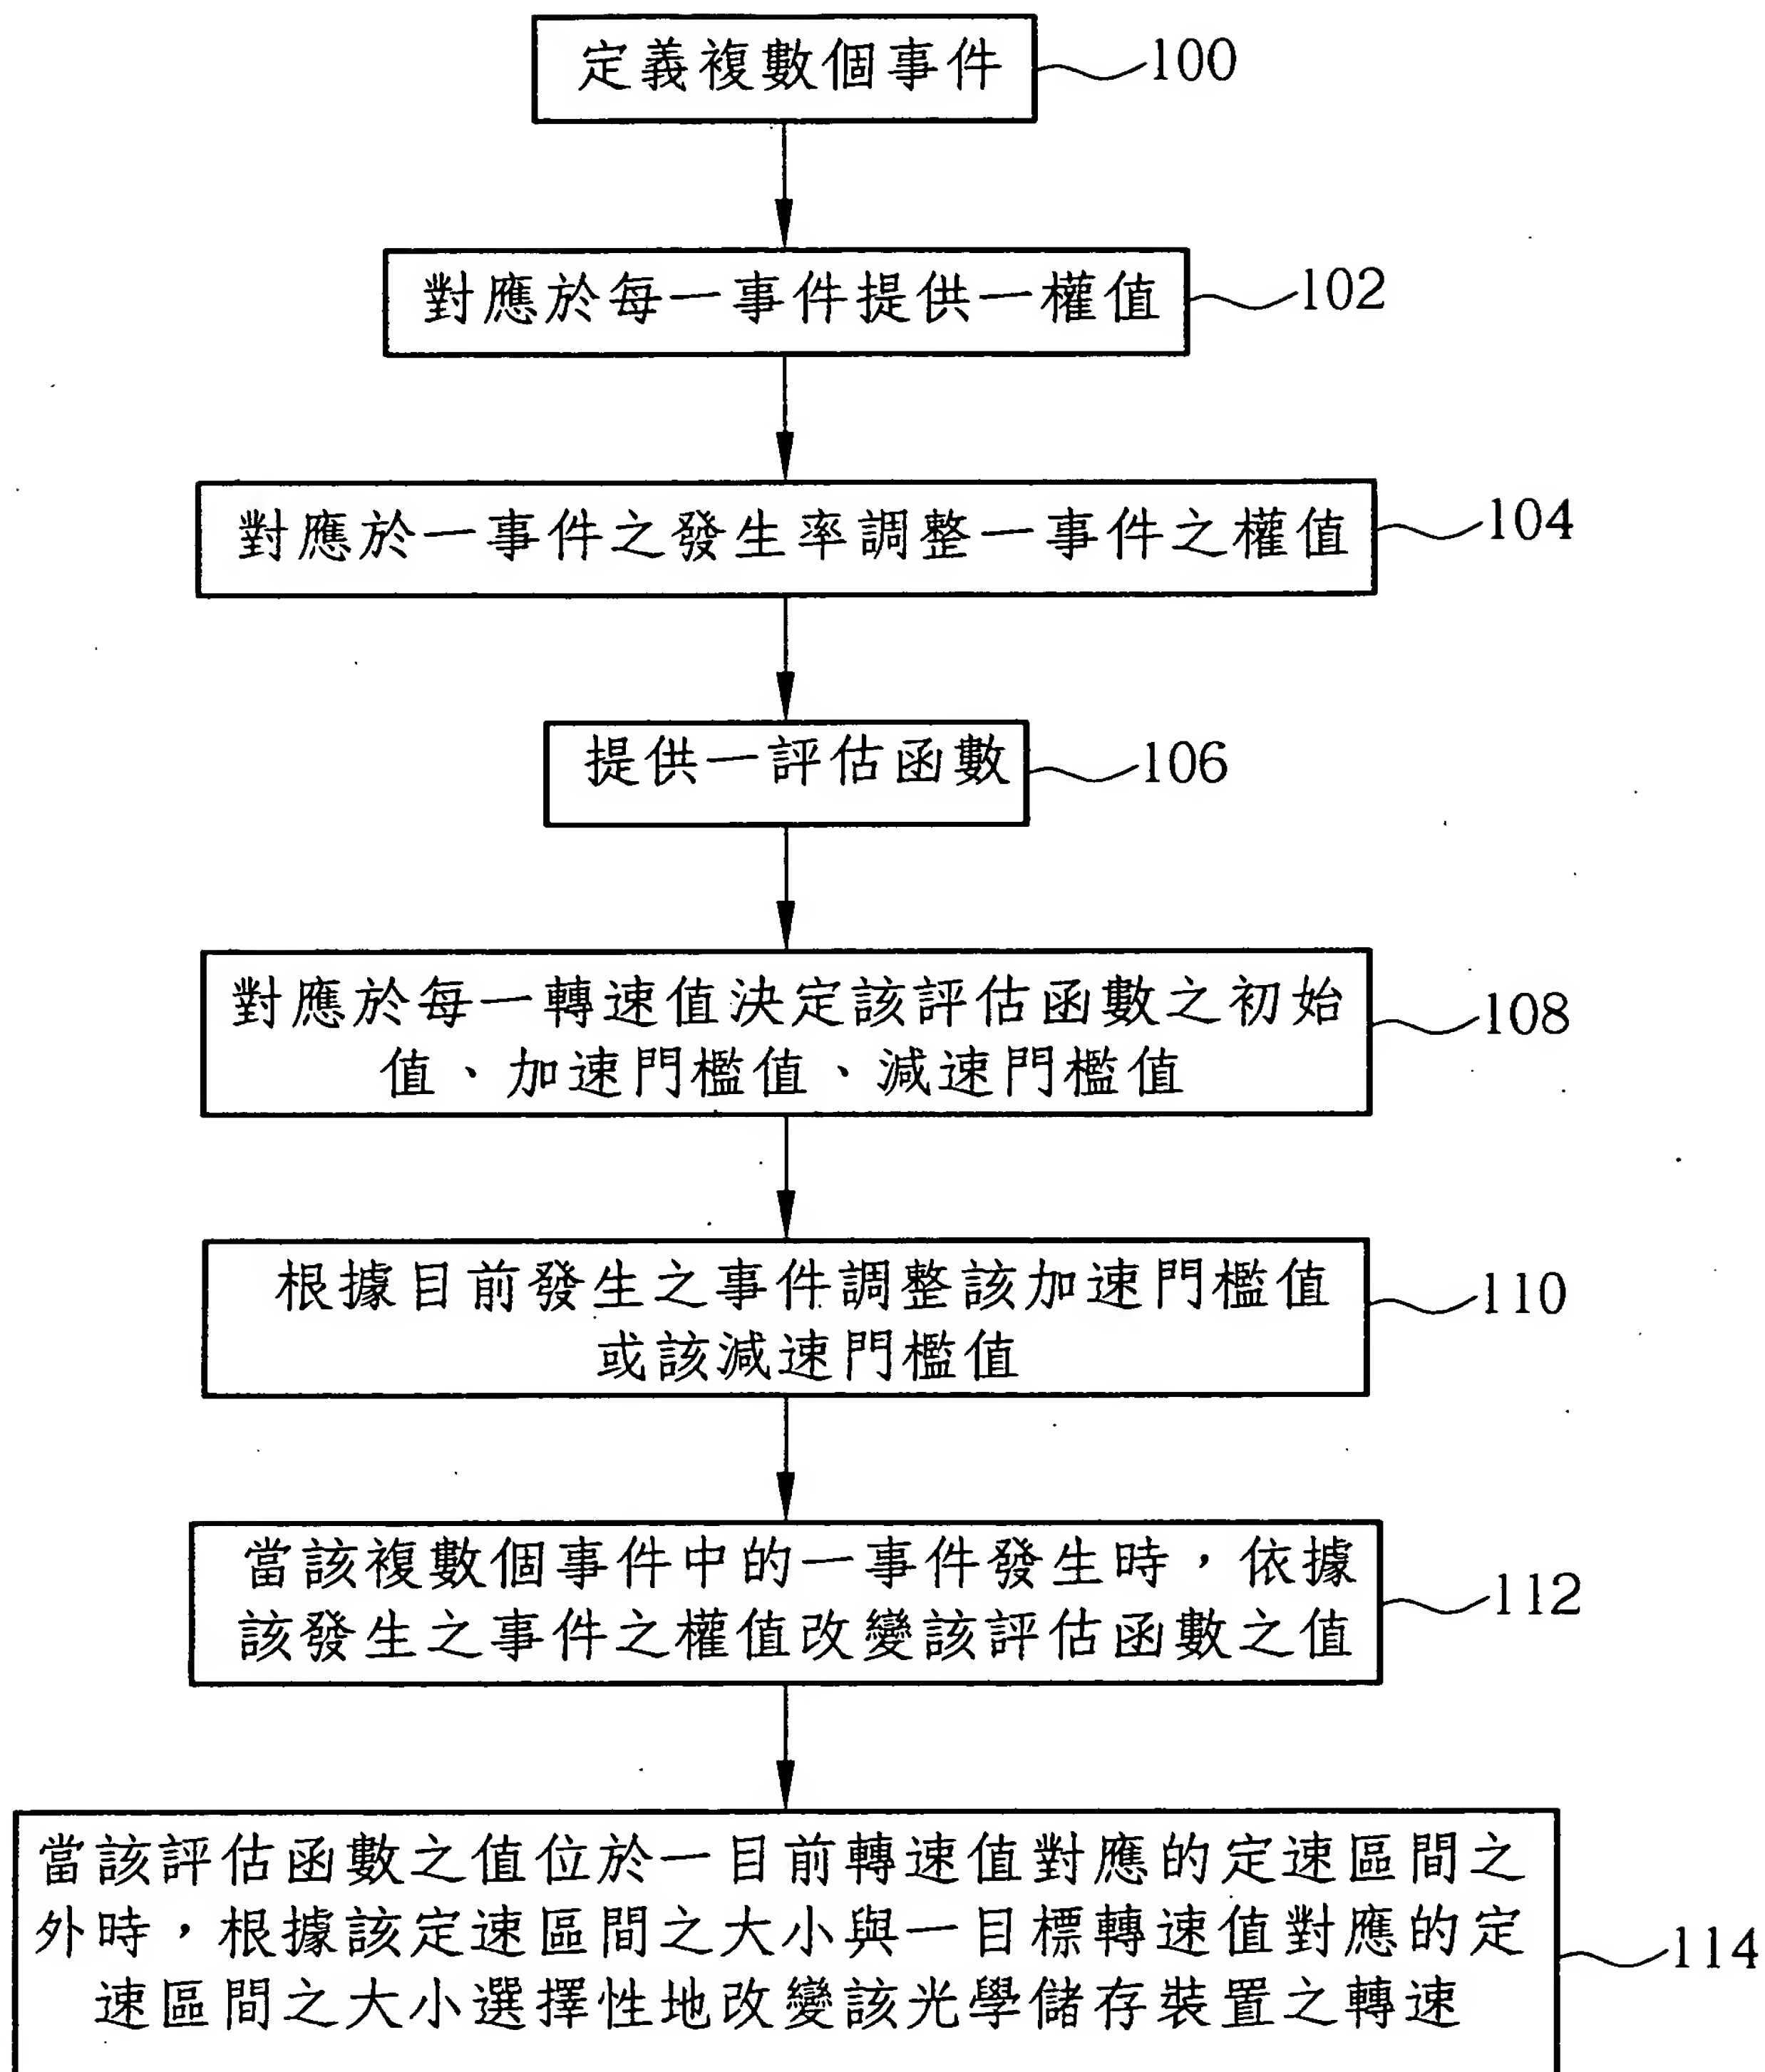 定義複數個事件
100
對應於每一事件提供一權值
102
對應於一事件之發生率調整一事件之權值
104
提供一評估函數
106
對應於每一轉速值決定該評估函數之初始
值、加速門檻值、減速門檻值
108
根據目前發生之事件調整該加速門檻值
或該減速門檻值
110
當該複數個事件中的一事件發生時，依據
該發生之事件之權值改變該評估函數之值
112
當該評估函數之值位於一目前轉速值對應的定速區間之
外時，根據該定速區間之大小與一目標轉速值對應的定
速區間之大小選擇性地改變該光學儲存裝置之轉速
114